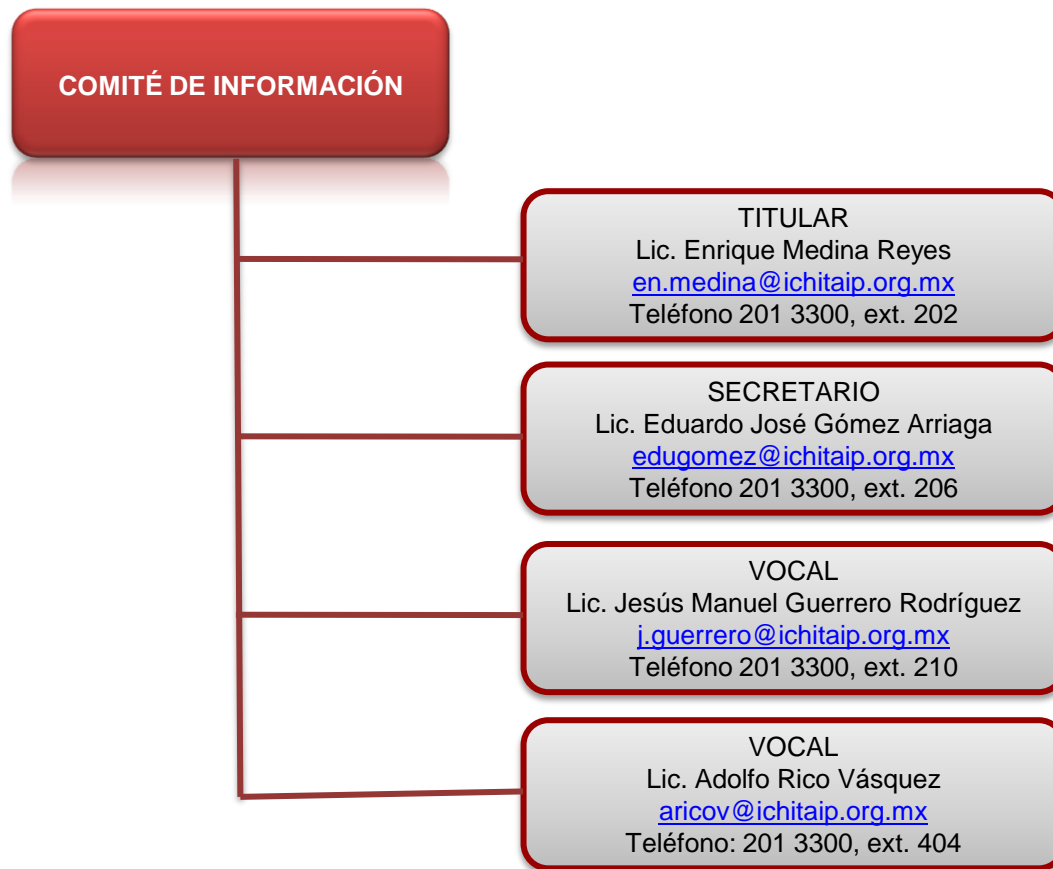 COMITÉ DE INFORMACIÓN
TITULAR
Lic. Enrique Medina Reyes
en.medina@ichitaip.org.mx
Teléfono 201 3300, ext. 202
SECRETARIO
Lic. Eduardo José Gómez Arriaga
edugomez@ichitaip.org.mx
Teléfono 201 3300, ext. 206
VOCAL
Lic. Jesús Manuel Guerrero Rodríguez
j.guerrero@ichitaip.org.mx
Teléfono 201 3300, ext. 210
VOCAL
Lic. Adolfo Rico Vásquez
aricov@ichitaip.org.mx
Teléfono: 201 3300, ext. 404